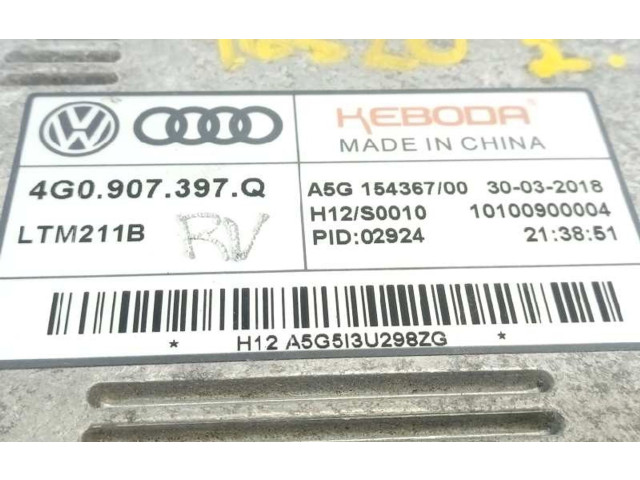 KEBODA
MADE IN CHINA
4G0.907.397.Q
LTM211B RV
A5G 154367/00 30-03-2018
H12/S0010 10100900004
PID:02924 21:38:51
* H12 A5G5I3U298ZG *